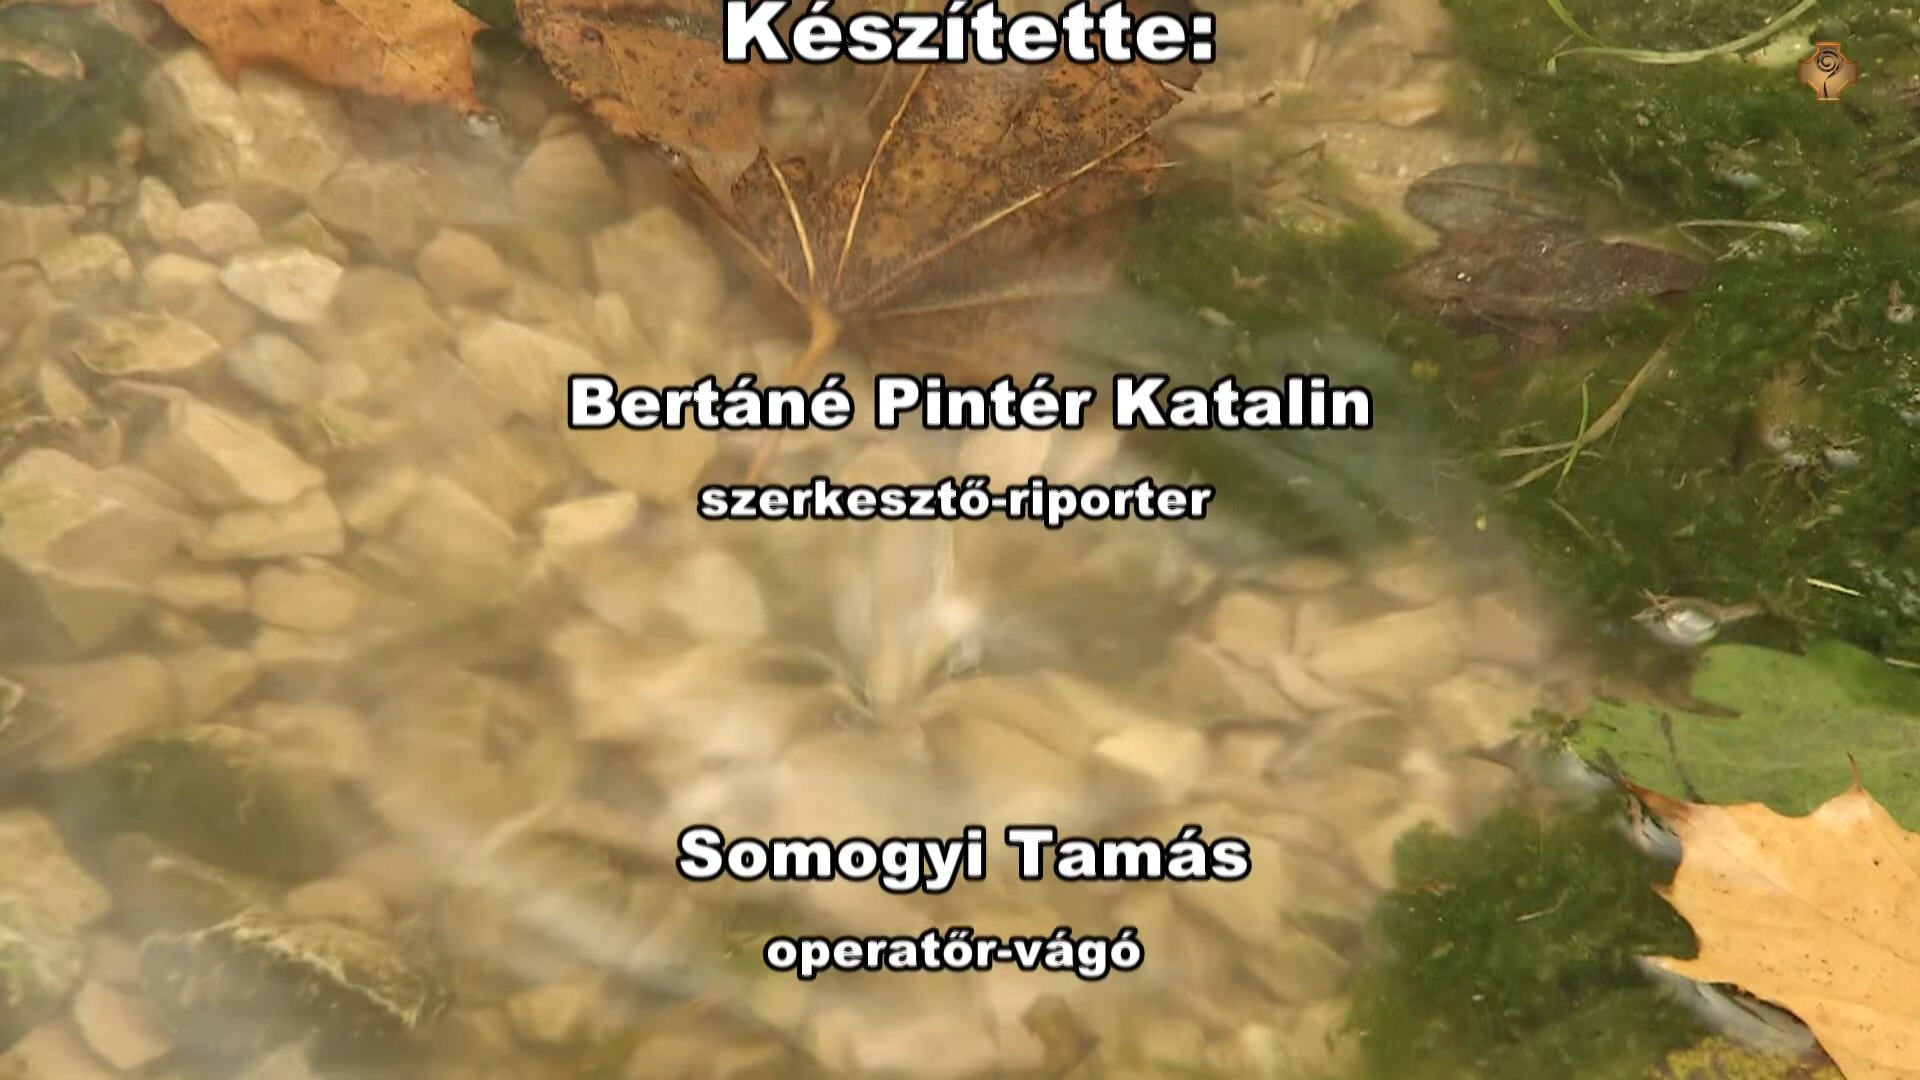 Készítette:
Bertáné Pintér Katalin
szerkesztő-riporter
Somogyi Tamás
operatőr-vágó